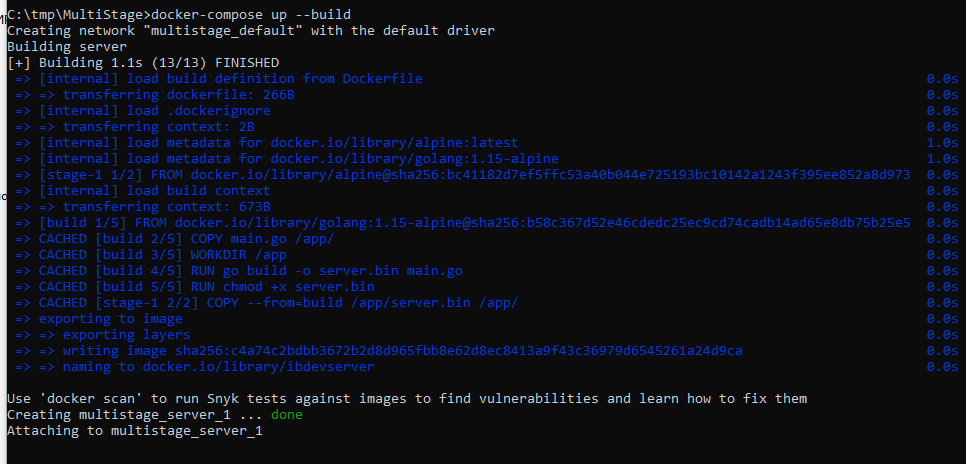 C:\tmp\MultiStage>docker-compose up --build
Creating network "multistage_default" with the default driver
Building server
[+] Building 1.1s (13/13) FINISHED
=> [internal] load build definition from Dockerfile 0.0s
=> => transferring dockerfile: 266B 0.0s
=> [internal] load .dockerignore 0.0s
=> => transferring context: 2B 0.0s
=> [internal] load metadata for docker.io/library/alpine:latest 1.0s
=> [internal] load metadata for docker.io/library/golang:1.15-alpine 1.0s
=> [stage-1 1/2] FROM docker.io/library/alpine@sha256:bc41182d7ef5ffc53a40b044e725193bc10142a1243f395ee852a8d973 0.0s
=> [internal] load build context 0.0s
=> => transferring context: 673B 0.0s
=> [build 1/5] FROM docker.io/library/golang:1.15-alpine@sha256:b58c367d52e46cdedc25ec9cd74cadb14ad65e8db75b25e5 0.0s
=> CACHED [build 2/5] COPY main.go /app/ 0.0s
=> CACHED [build 3/5] WORKDIR /app 0.0s
=> CACHED [build 4/5] RUN go build -o server.bin main.go 0.0s
=> CACHED [build 5/5] RUN chmod +x server.bin 0.0s
=> CACHED [stage-1 2/2] COPY --from=build /app/server.bin /app/ 0.0s
=> exporting to image 0.0s
=> => exporting layers 0.0s
=> => writing image sha256:c4a74c2bdbb3672b2d8d965fbb8e62d8ec8413a9f43c36979d6545261a24d9ca 0.0s
=> => naming to docker.io/library/ibdevserver 0.0s
Use 'docker scan' to run Snyk tests against images to find vulnerabilities and learn how to fix them
Creating multistage_server_1 ... done
Attaching to multistage_server_1